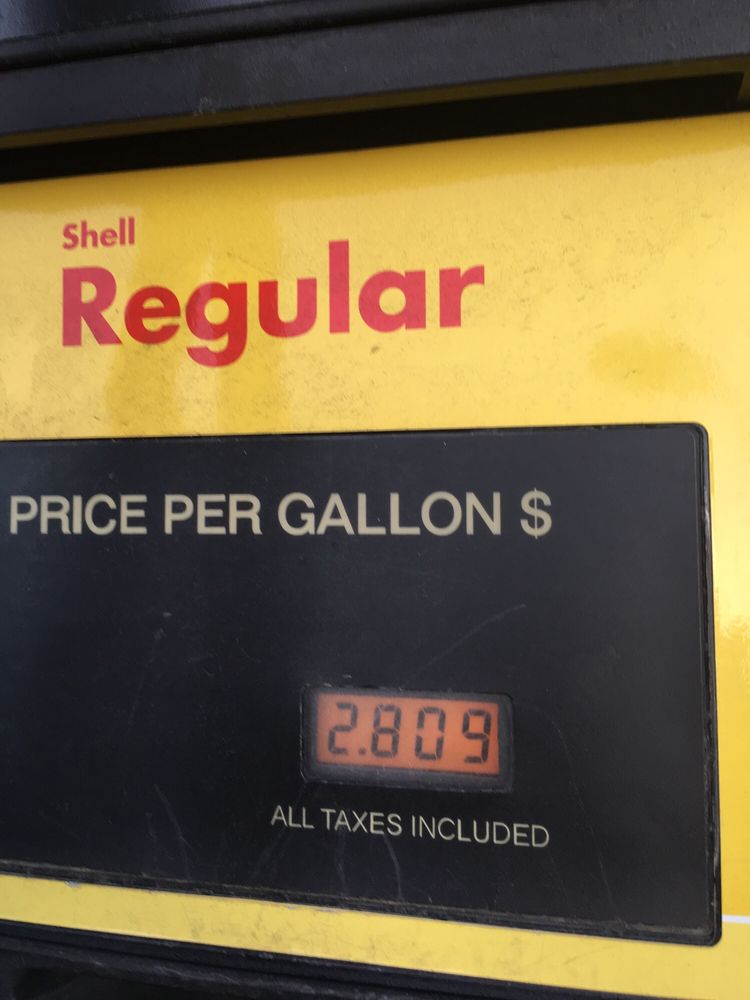 Shell
Regular
PRICE PER GALLON $
2.809
ALL TAXES INCLUDED